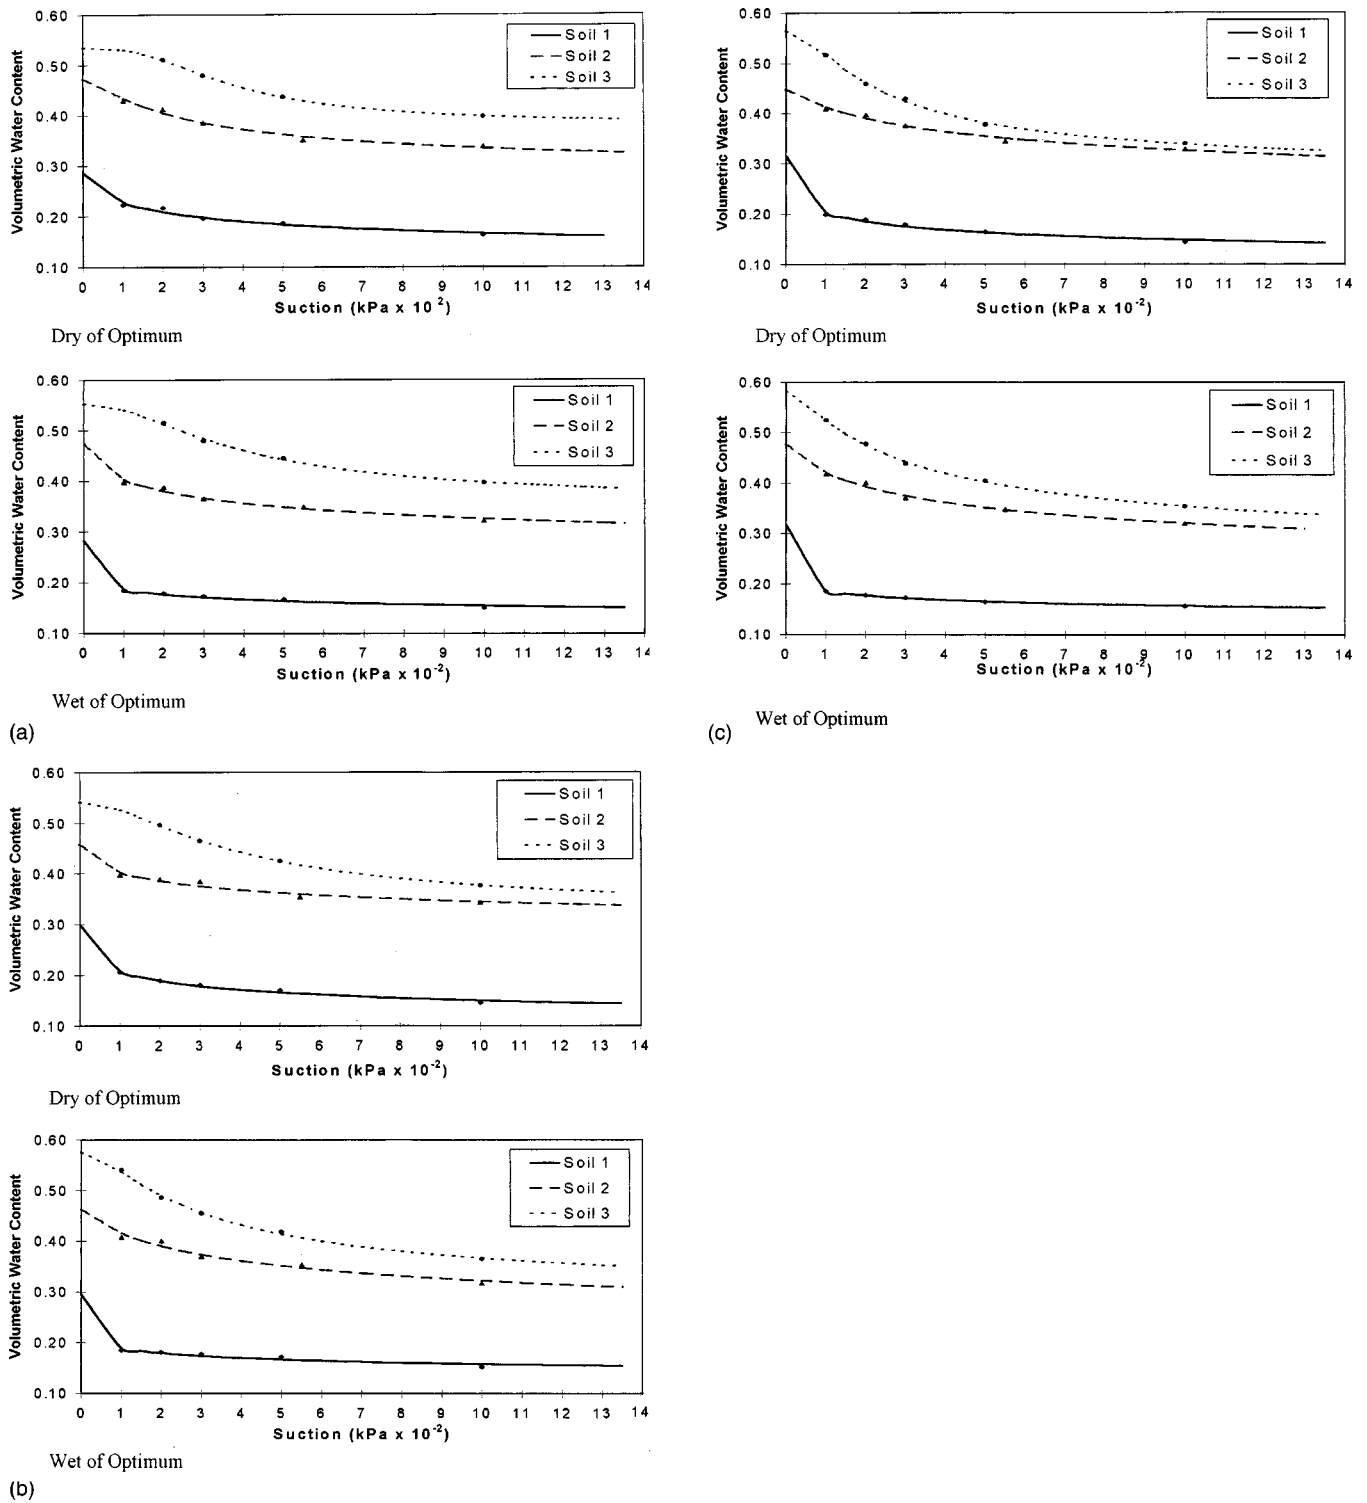 Volumetric Water Content
0.60
0.50
0.40
0.30
0.20
0.10
Soil 1
Soil 2
Soil 3
0 1 2 3 4 5 6 7 8 9 10 11 12 13 14
Suction (kPa x 10²)
Dry of Optimum
Volumetric Water Content
0.60
0.50
0.40
0.30
0.20
0.10
Soil 1
Soil 2
Soil 3
0 1 2 3 4 5 6 7 8 9 10 11 12 13 14
Suction (kPa x 10⁻²)
Wet of Optimum
(a)
Volumetric Water Content
0.60
0.50
0.40
0.30
0.20
0.10
Soil 1
Soil 2
Soil 3
0 1 2 3 4 5 6 7 8 9 10 11 12 13 14
Suction (kPa x 10⁻²)
Dry of Optimum
Volumetric Water Content
0.60
0.50
0.40
0.30
0.20
0.10
Soil 1
Soil 2
Soil 3
0 1 2 3 4 5 6 7 8 9 10 11 12 13 14
Suction (kPa x 10⁻²)
Wet of Optimum
(b)
Volumetric Water Content
0.60
0.50
0.40
0.30
0.20
0.10
Soil 1
Soil 2
Soil 3
0 1 2 3 4 5 6 7 8 9 10 11 12 13 14
Suction (kPa x 10⁻²)
Dry of Optimum
Volumetric Water Content
0.60
0.50
0.40
0.30
0.20
0.10
Soil 1
Soil 2
Soil 3
0 1 2 3 4 5 6 7 8 9 10 11 12 13 14
Suction (kPa x 10⁻²)
Wet of Optimum
(c)